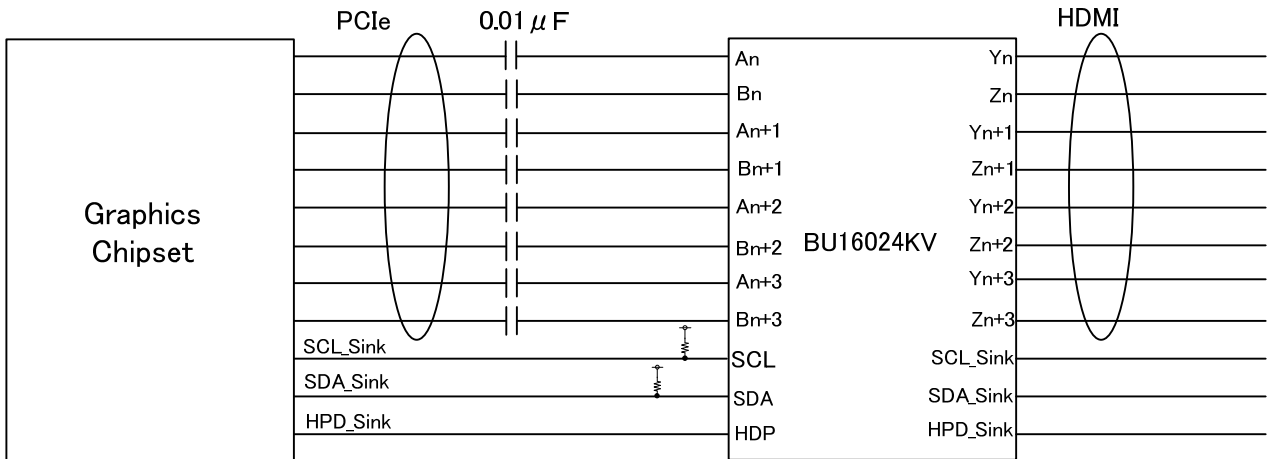 PCIe
0.01 μF
HDMI
Graphics
Chipset
An
Bn
An+1
Bn+1
An+2
Bn+2
An+3
Bn+3
SCL
SDA
HDP
SCL_Sink
SDA_Sink
HPD_Sink
BU16024KV
Yn
Zn
Yn+1
Zn+1
Yn+2
Zn+2
Yn+3
Zn+3
SCL_Sink
SDA_Sink
HPD_Sink